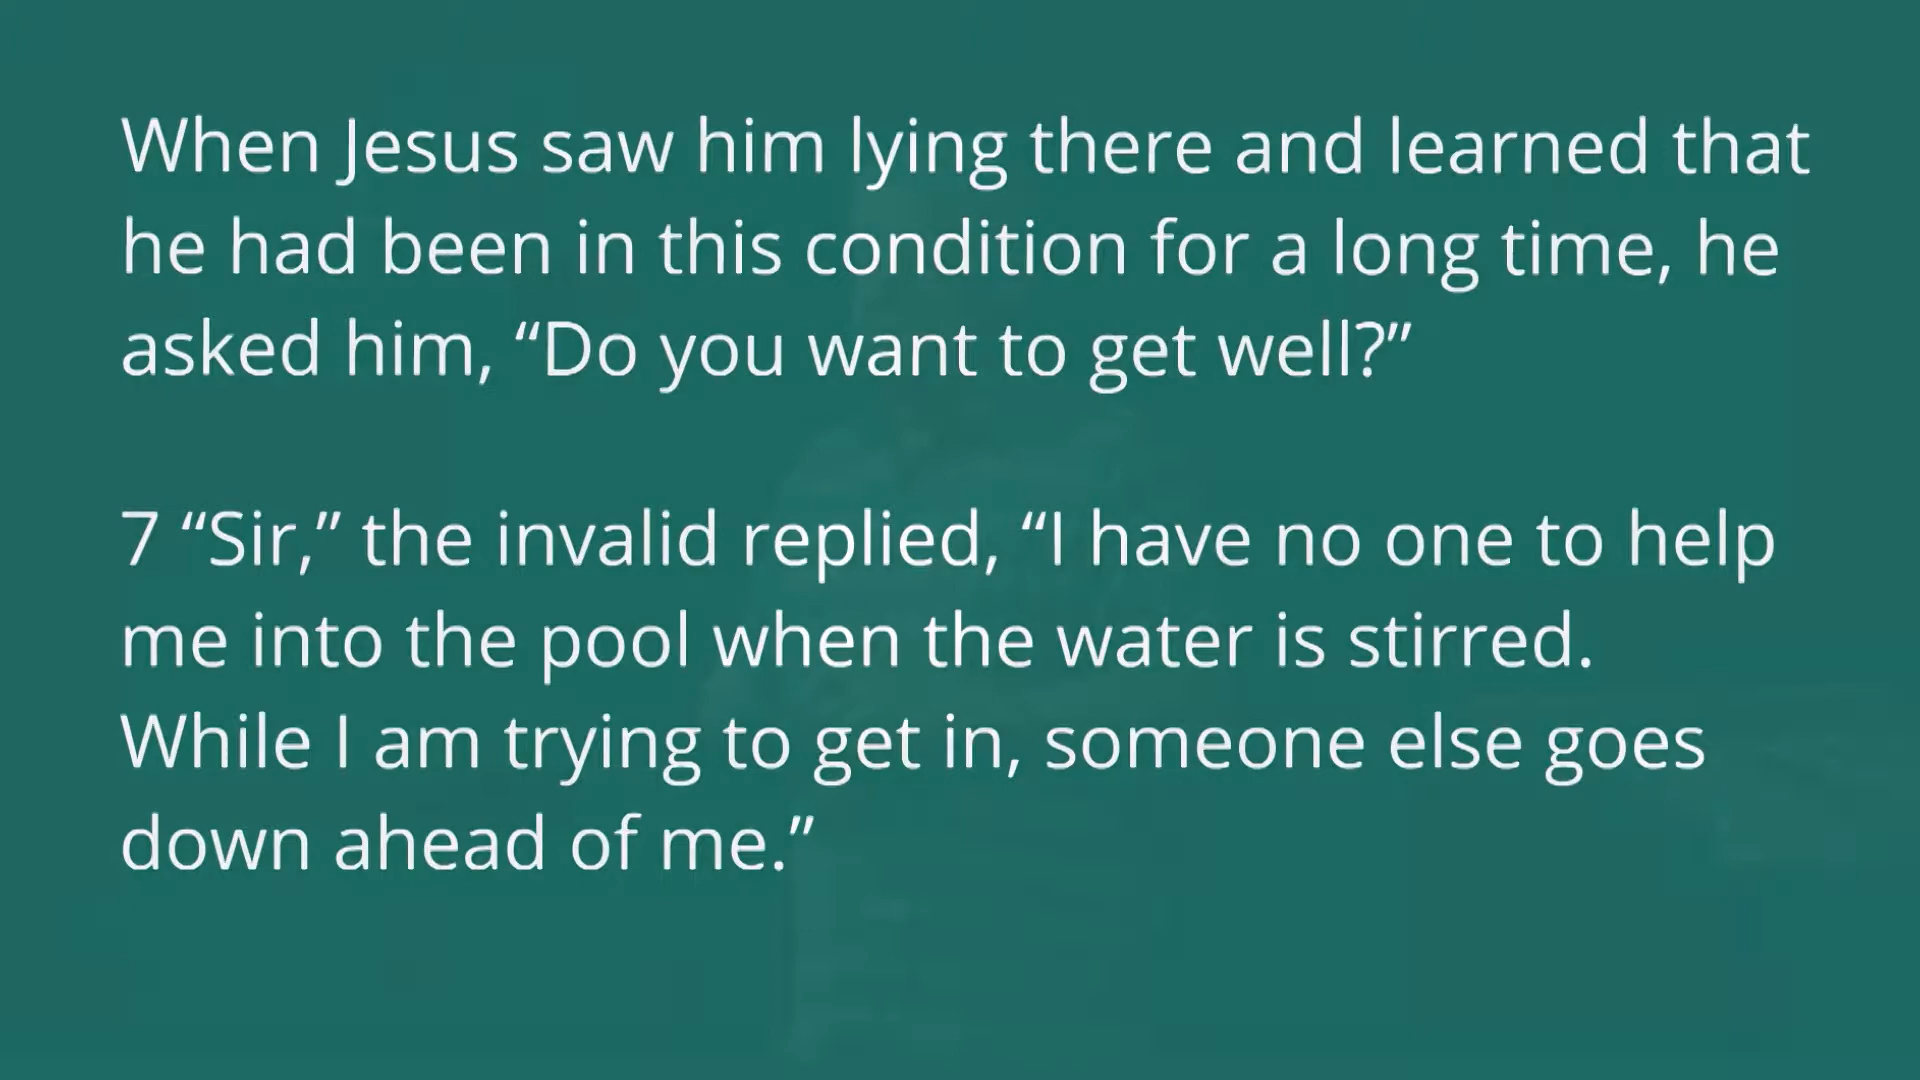 When Jesus saw him lying there and learned that
he had been in this condition for a long time, he
asked him, “Do you want to get well?”
7 “Sir,” the invalid replied, “I have no one to help
me into the pool when the water is stirred.
While I am trying to get in, someone else goes
down ahead of me.”